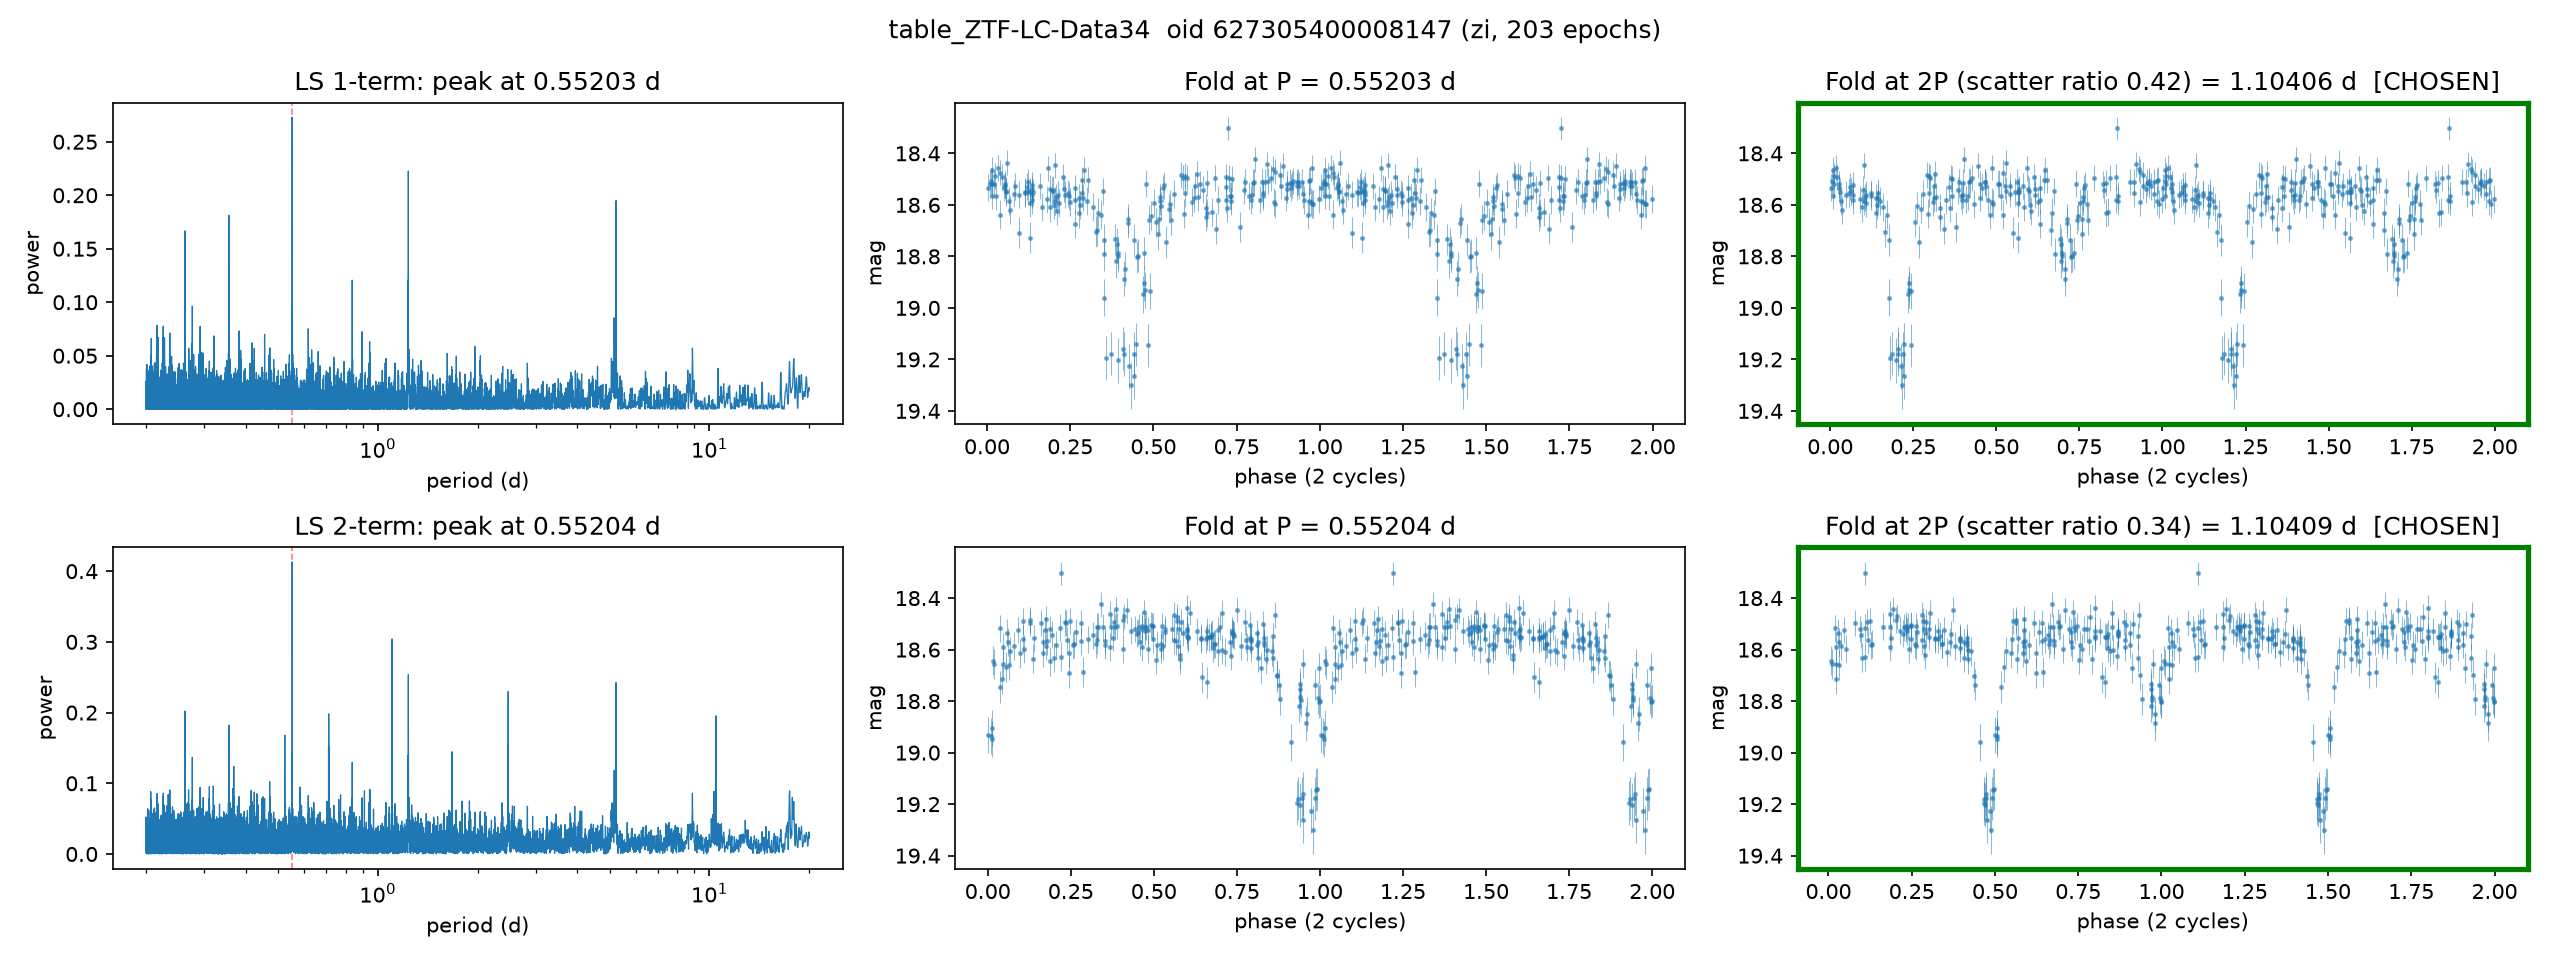 table_ZTF-LC-Data34  oid 627305400008147 (zi, 203 epochs)
LS 1-term: peak at 0.55203 d
0.25
0.20
0.15
0.10
0.05
0.00
power
10⁰
10¹
period (d)
Fold at P = 0.55203 d
18.4
18.6
18.8
19.0
19.2
19.4
mag
0.00 0.25 0.50 0.75 1.00 1.25 1.50 1.75 2.00
phase (2 cycles)
Fold at 2P (scatter ratio 0.42) = 1.10406 d  [CHOSEN]
18.4
18.6
18.8
19.0
19.2
19.4
mag
0.00 0.25 0.50 0.75 1.00 1.25 1.50 1.75 2.00
phase (2 cycles)
LS 2-term: peak at 0.55204 d
0.4
0.3
0.2
0.1
0.0
power
10⁰
10¹
period (d)
Fold at P = 0.55204 d
18.4
18.6
18.8
19.0
19.2
19.4
mag
0.00 0.25 0.50 0.75 1.00 1.25 1.50 1.75 2.00
phase (2 cycles)
Fold at 2P (scatter ratio 0.34) = 1.10409 d  [CHOSEN]
18.4
18.6
18.8
19.0
19.2
19.4
mag
0.00 0.25 0.50 0.75 1.00 1.25 1.50 1.75 2.00
phase (2 cycles)